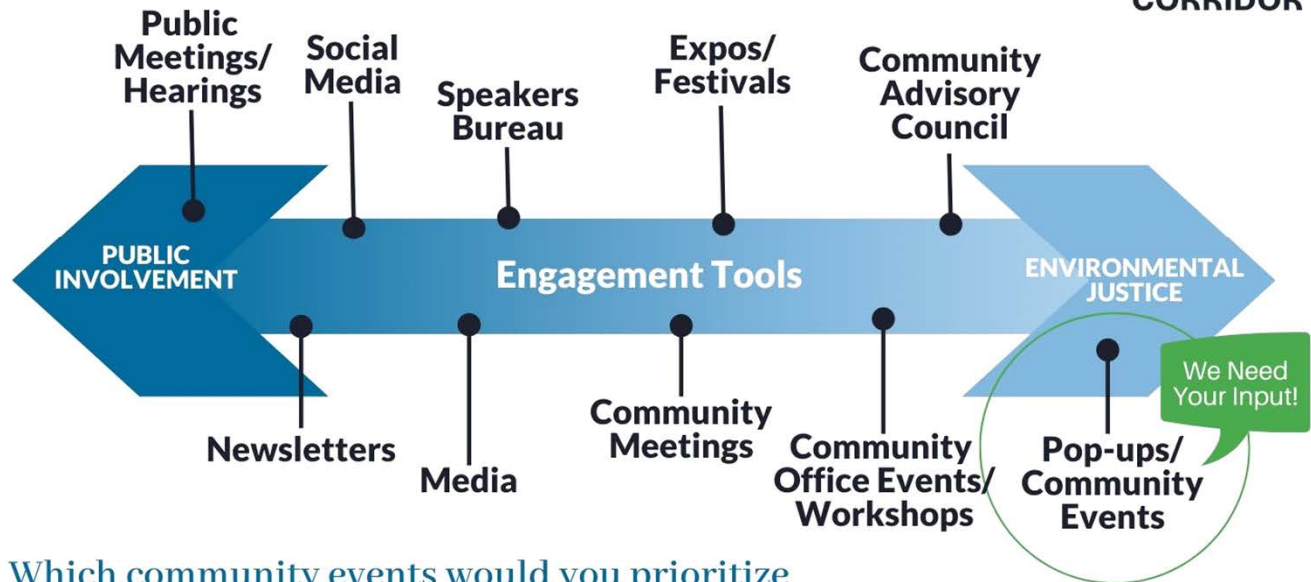 CORRIDOR
Public
Meetings/
Hearings
Social
Media
Speakers
Bureau
Expos/
Festivals
Community
Advisory
Council
PUBLIC
INVOLVEMENT
Engagement Tools
ENVIRONMENTAL
JUSTICE
Newsletters
Media
Community
Meetings
Community
Office Events/
Workshops
Pop-ups/
Community
Events
We Need
Your Input!
Which community events would you prioritize